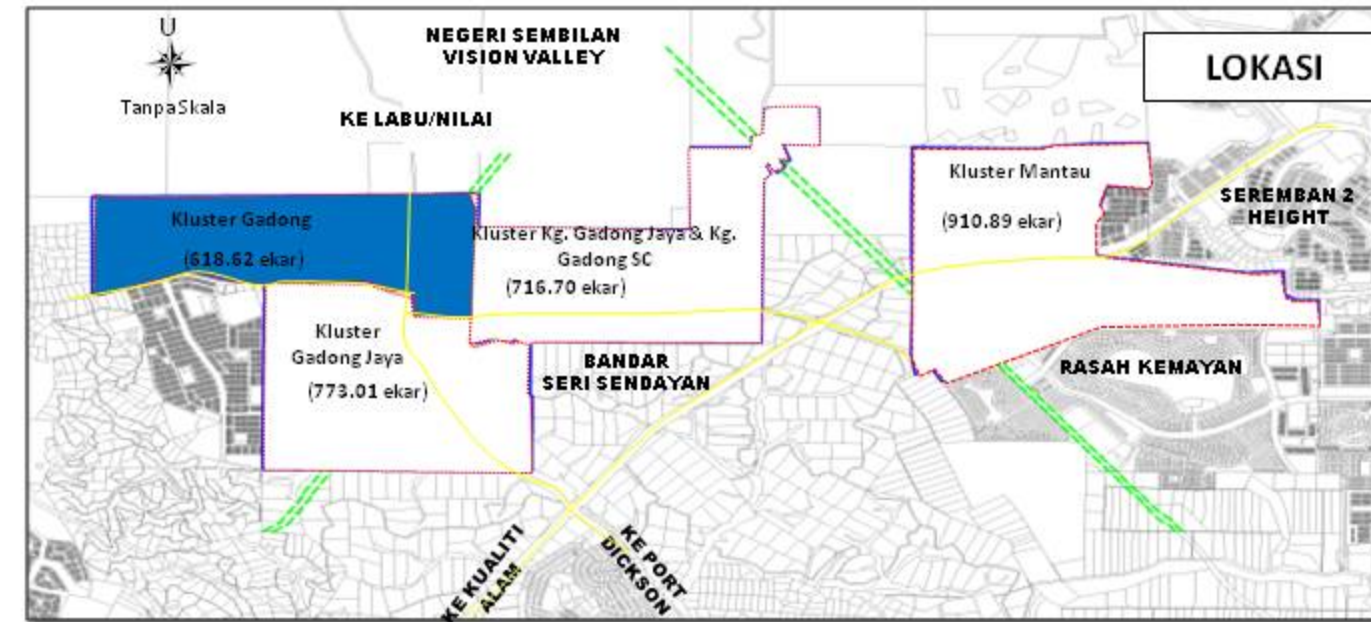 U
TanpaSkala
NEGERI SEMBILAN
VISION VALLEY
LOKASI
KE LABU/NILAI
Kluster Mantau
(910.89 ekar)
SEREMBAN 2
HEIGHT
Kluster Gadong
(618.62 ekar)
Kluster Kg. Gadong Jaya & Kg.
Gadong SC
(716.70 ekar)
Kluster
Gadong Jaya
(773.01 ekar)
BANDAR
SERI SENDAYAN
RASAH KEMAYAN
KE KUALITI
ALAM
KE PORT
DICKSON